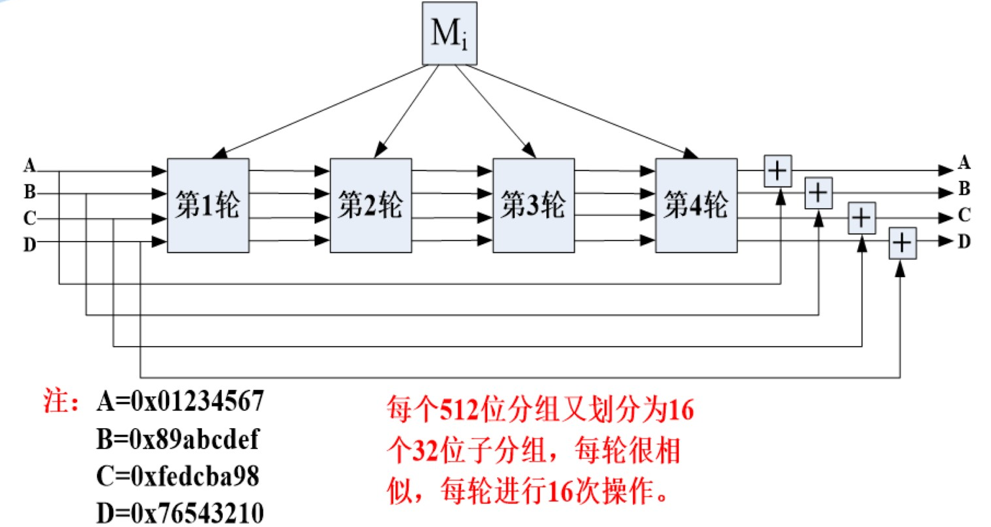 Mi
A
B
C
D
第1轮
第2轮
第3轮
第4轮
+
+
+
+
A
B
C
D
注：A=0x01234567
B=0x89abcdef
C=0xfedcba98
D=0x76543210
每个512位分组又划分为16
个32位子分组，每轮很相
似，每轮进行16次操作。